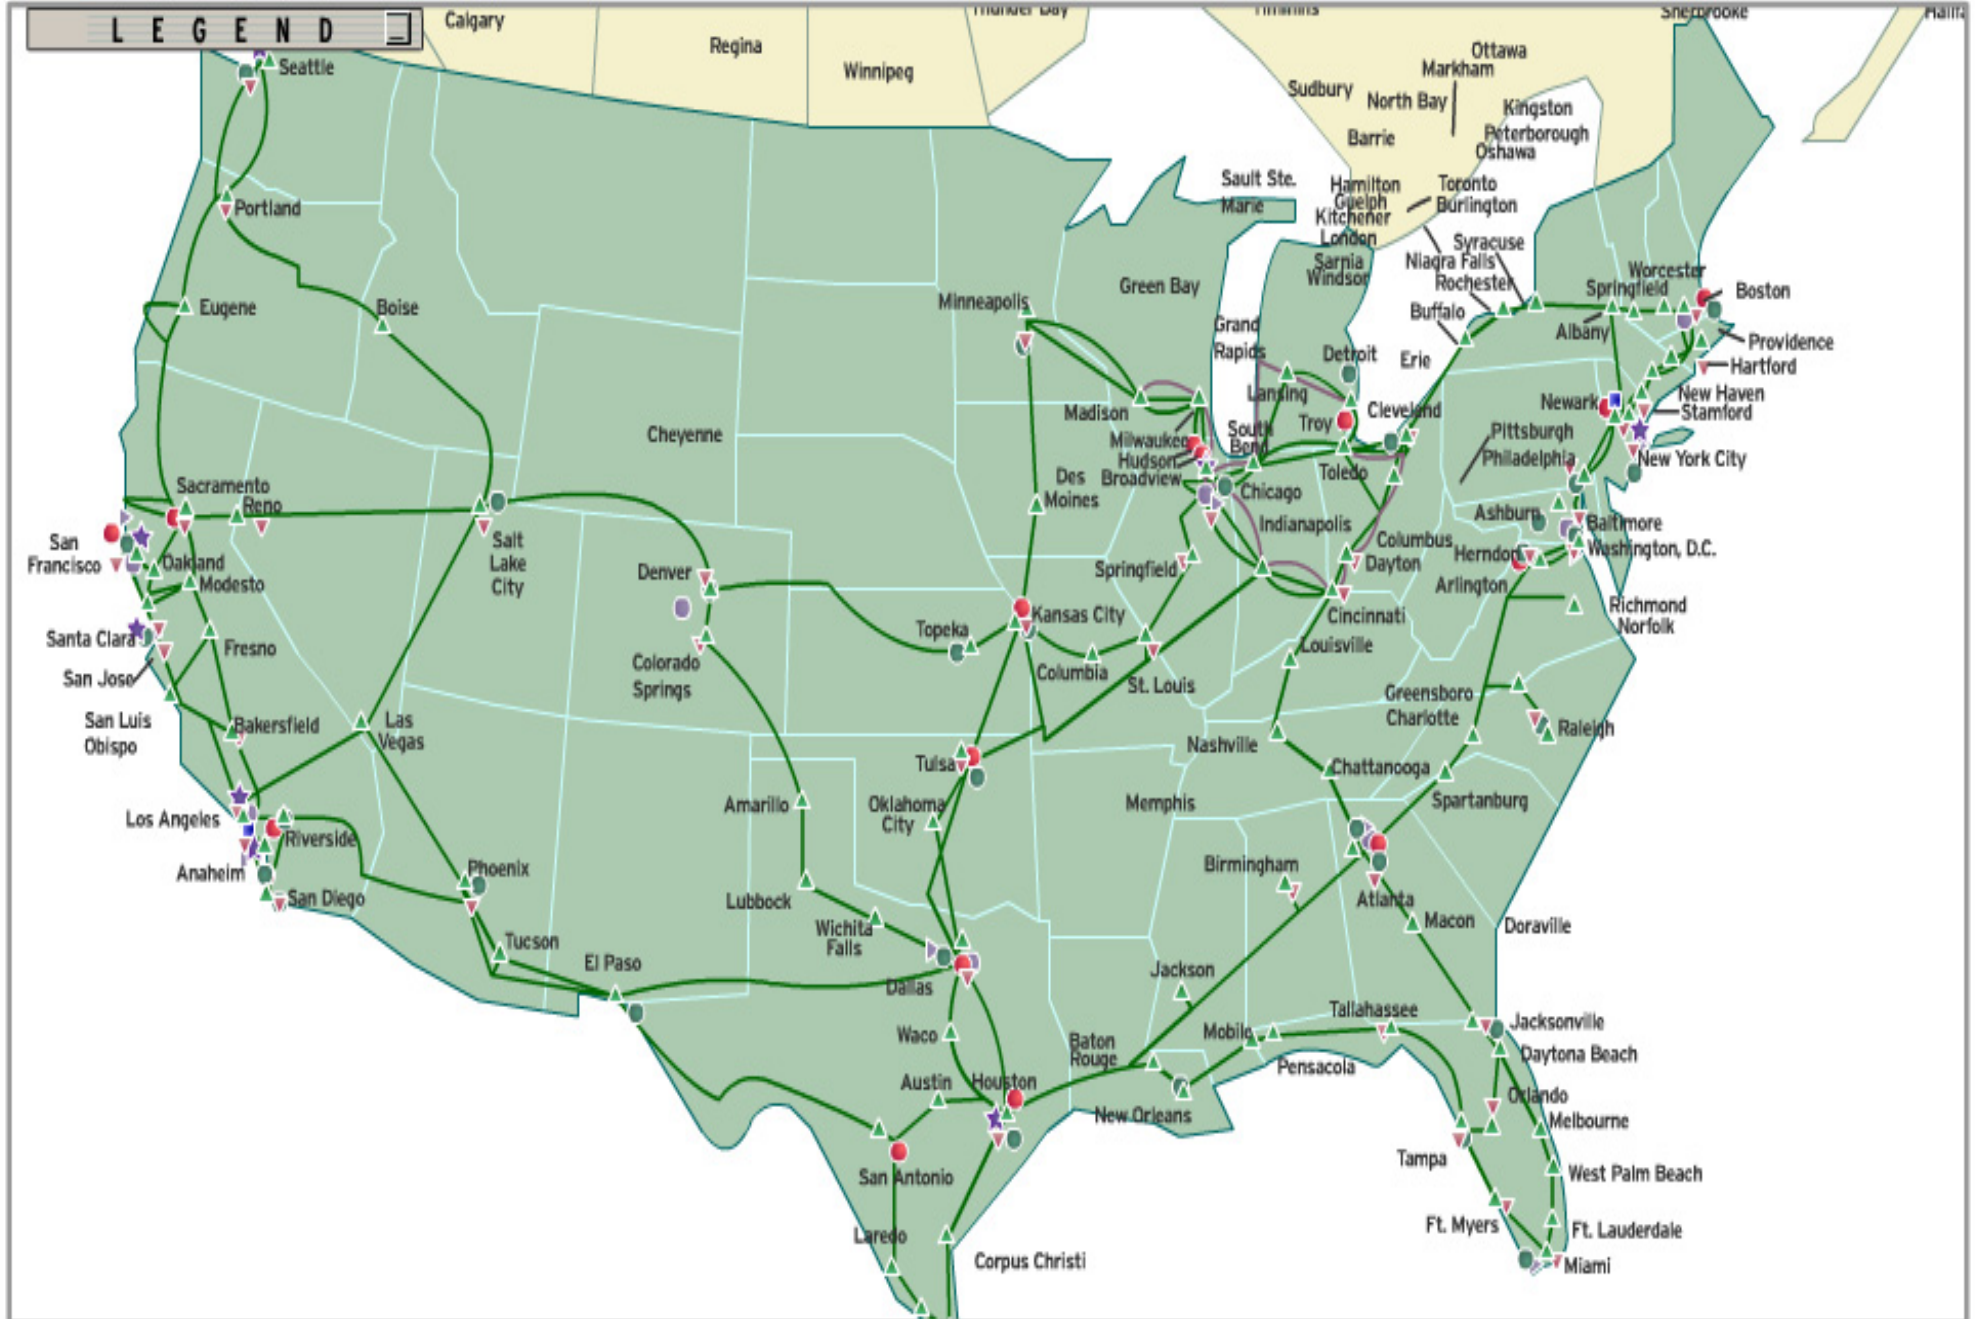 LEGEND
Calgary
Regina
Winnipeg
Thunder Bay
Timmins
Sherbrooke
Seattle
Ottawa
Markham
Sudbury
North Bay
Kingston
Barrie
Peterborough
Oshawa
Sault Ste.
Marie
Hamilton
Toronto
Guelph
Burlington
Kitchener
London
Portland
Syracuse
Sarnia
Niagra Falls
Windsor
Rochester
Worcester
Springfield
Boston
Green Bay
Minneapolis
Eugene
Boise
Buffalo
Albany
Grand
Rapids
Detroit
Erie
Providence
Hartford
Lansing
New Haven
Newark
Stamford
Madison
Cleveland
Troy
Cheyenne
South
Bend
Milwaukee
Hudson
Pittsburgh
Philadelphia
New York City
Broadview
Toledo
Des
Moines
Chicago
Sacramento
Reno
Indianapolis
Ashburn
Baltimore
Salt
Lake
City
San
Francisco
Oakland
Modesto
Columbus
Dayton
Herndon
Washington, D.C.
Denver
Springfield
Arlington
Richmond
Norfolk
Kansas City
Cincinnati
Topeka
Santa Clara
Fresno
Louisville
Colorado
Springs
Columbia
St. Louis
San Jose
Greensboro
Charlotte
San Luis
Obispo
Bakersfield
Las
Vegas
Nashville
Raleigh
Tulsa
Chattanooga
Amarillo
Oklahoma
City
Memphis
Spartanburg
Los Angeles
Riverside
Anaheim
Phoenix
Birmingham
San Diego
Lubbock
Atlanta
Macon
Doraville
Wichita
Falls
Tucson
El Paso
Dallas
Jackson
Tallahassee
Jacksonville
Waco
Baton
Rouge
Mobile
Daytona Beach
Pensacola
Austin
Houston
Orlando
New Orleans
Melbourne
Tampa
San Antonio
West Palm Beach
Ft. Myers
Ft. Lauderdale
Laredo
Corpus Christi
Miami